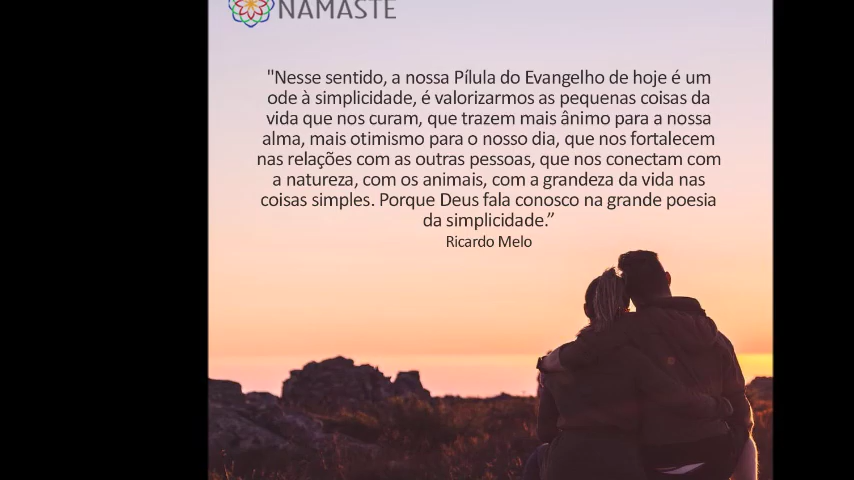 NAMASTE
"Nesse sentido, a nossa Pílula do Evangelho de hoje é um
ode à simplicidade, é valorizarmos as pequenas coisas da
vida que nos curam, que trazem mais ânimo para a nossa
alma, mais otimismo para o nosso dia, que nos fortalecem
nas relações com as outras pessoas, que nos conectam com
a natureza, com os animais, com a grandeza da vida nas
coisas simples. Porque Deus fala conosco na grande poesia
da simplicidade.”
Ricardo Melo